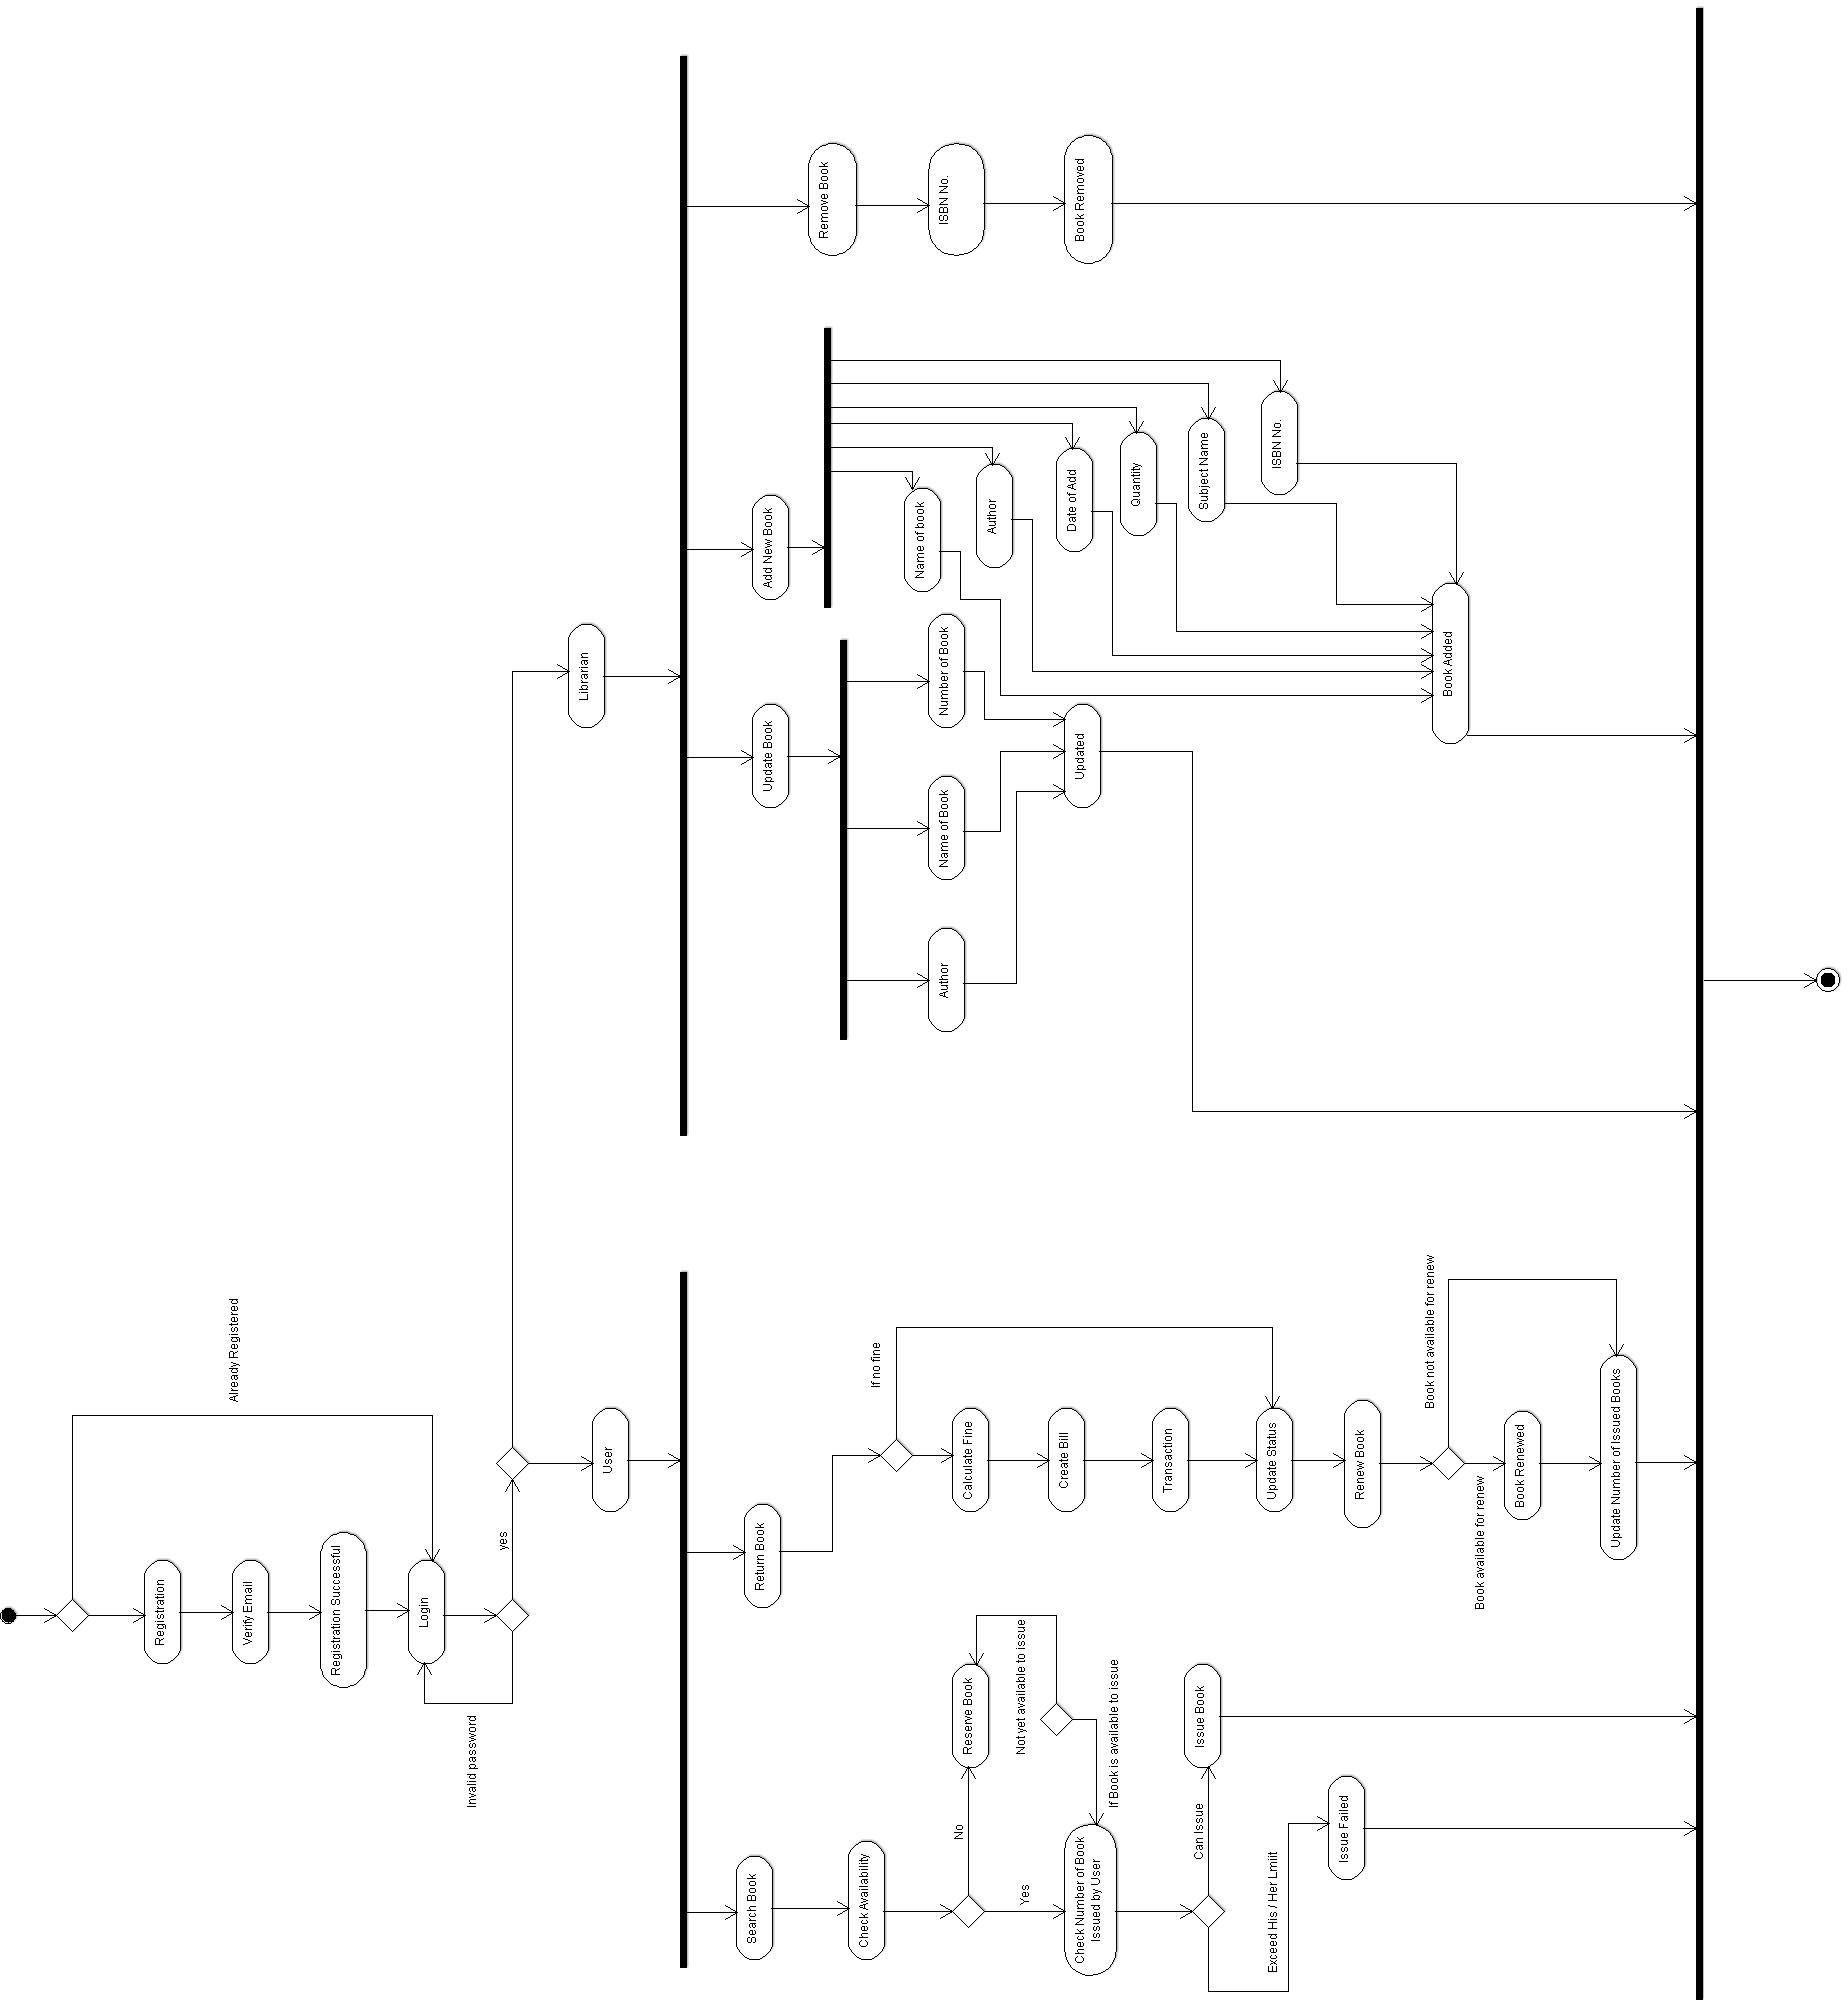 Already Registered
Registration
Verify Email
Registration Successful
Login
Invalid password
yes
Librarian
User
Search Book
Check Availability
No
Yes
Reserve Book
Not yet available to issue
If Book is available to issue
Check Number of Book
Issued by User
Can Issue
Issue Book
Exceed His / Her Lmiit
Issue Failed
Return Book
If no fine
Calculate Fine
Create Bill
Transaction
Update Status
Renew Book
Book not available for renew
Book available for renew
Book Renewed
Update Number of Issued Books
Update Book
Author
Name of Book
Number of Book
Updated
Add New Book
Name of book
Author
Date of Add
Quantity
Subject Name
ISBN No.
Book Added
Remove Book
ISBN No.
Book Removed